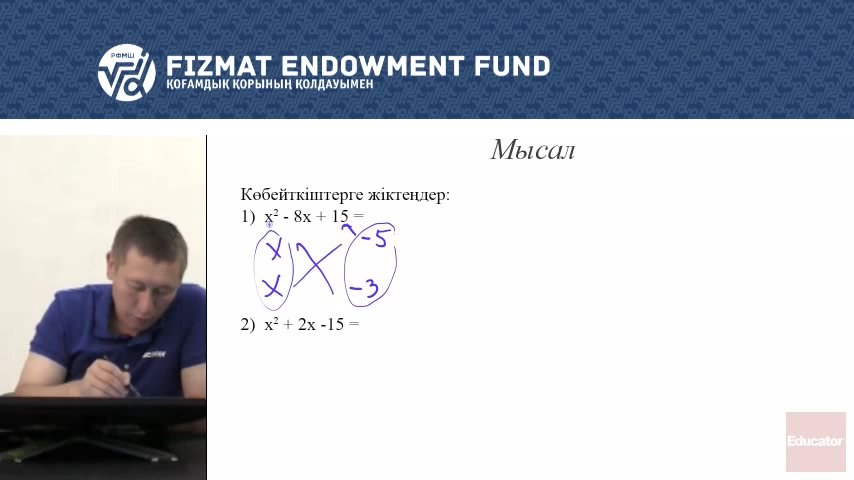 РФМШ
FIZMAT ENDOWMENT FUND
ҚОҒАМДЫҚ ҚОРЫНЫҢ ҚОЛДАУЫМЕН
Мысал
Көбейткіштерге жіктеңдер:
1) x² - 8x + 15 =
x -5
x -3
2) x² + 2x -15 =
Educator